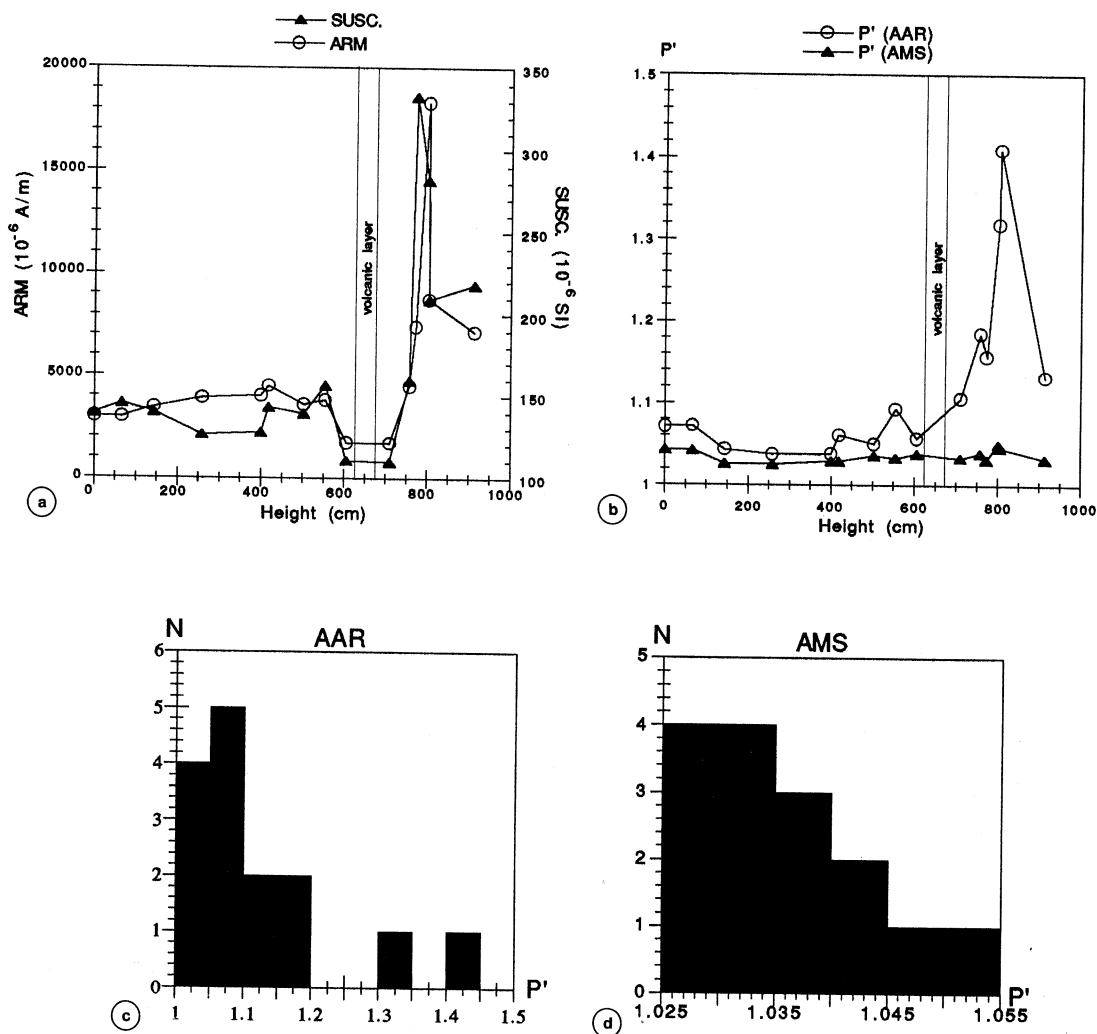 SUSC.
ARM
ARM (10⁻⁶ A/m)
20000
15000
10000
5000
0
350
300
250
200
150
100
SUSC. (10⁻⁶ SI)
volcanic layer
0 200 400 600 800 1000
Height (cm)
a
P' (AAR)
P' (AMS)
P'
1.5
1.4
1.3
1.2
1.1
1
volcanic layer
0 200 400 600 800 1000
Height (cm)
b
N
AAR
6
5
4
3
2
1
0
1 1.1 1.2 1.3 1.4 1.5
P'
c
N
AMS
5
4
3
2
1
0
1.025 1.035 1.045 1.055
P'
d